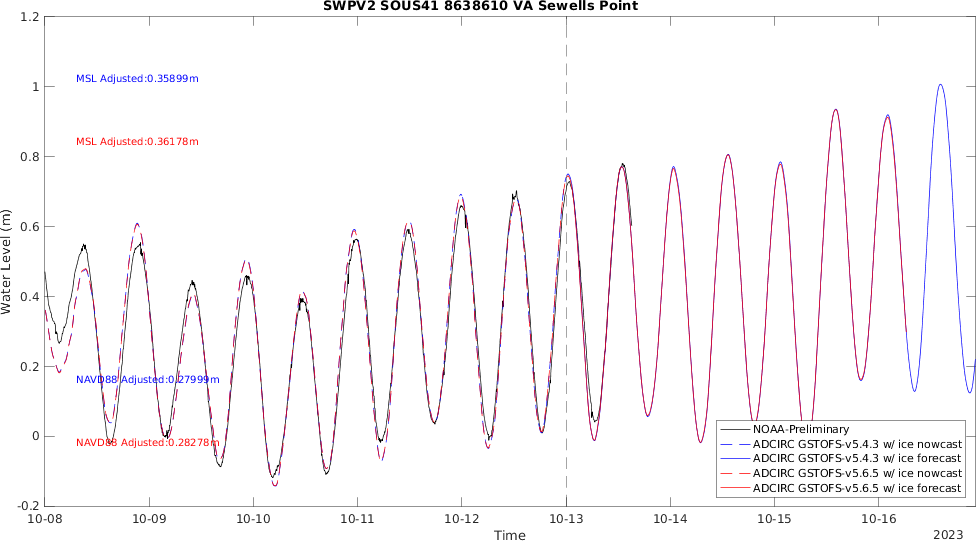 SWPV2 SOUS41 8638610 VA Sewells Point
1.2
1
0.8
0.6
0.4
0.2
0
-0.2
Water Level (m)
MSL Adjusted:0.35899m
MSL Adjusted:0.36178m
NAVD88 Adjusted:0.27999m
NAVD88 Adjusted:0.28278m
NOAA-Preliminary
ADCIRC GSTOFS-v5.4.3 w/ ice nowcast
ADCIRC GSTOFS-v5.4.3 w/ ice forecast
ADCIRC GSTOFS-v5.6.5 w/ ice nowcast
ADCIRC GSTOFS-v5.6.5 w/ ice forecast
10-08 10-09 10-10 10-11 10-12 10-13 10-14 10-15 10-16
Time
2023